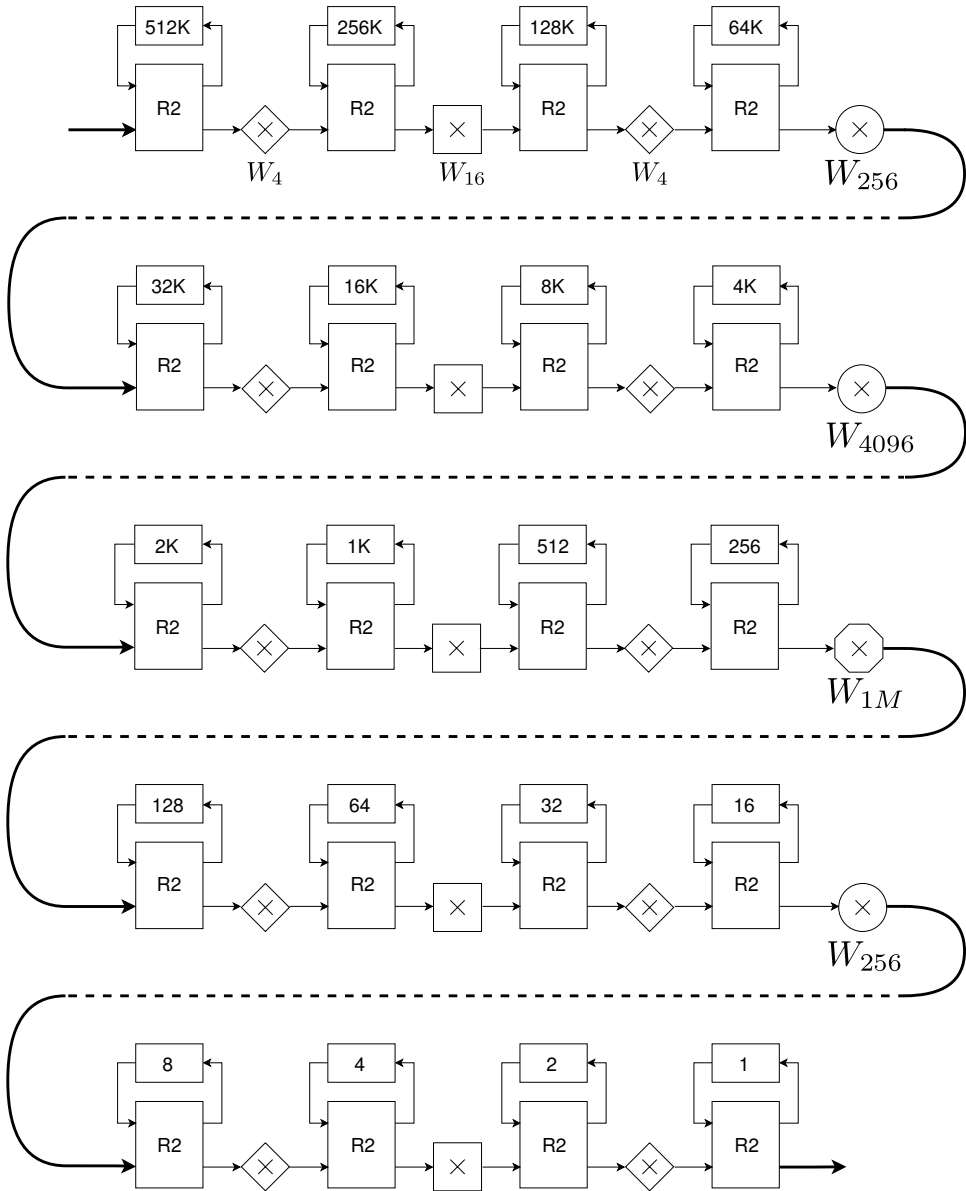 512K 256K 128K 64K
R2 R2 R2 R2
× × × ×
W₄ W₁₆ W₄ W₂₅₆
32K 16K 8K 4K
R2 R2 R2 R2
× × × ×
W₄₀₉₆
2K 1K 512 256
R2 R2 R2 R2
× × × ×
W₁M
128 64 32 16
R2 R2 R2 R2
× × × ×
W₂₅₆
8 4 2 1
R2 R2 R2 R2
× × ×